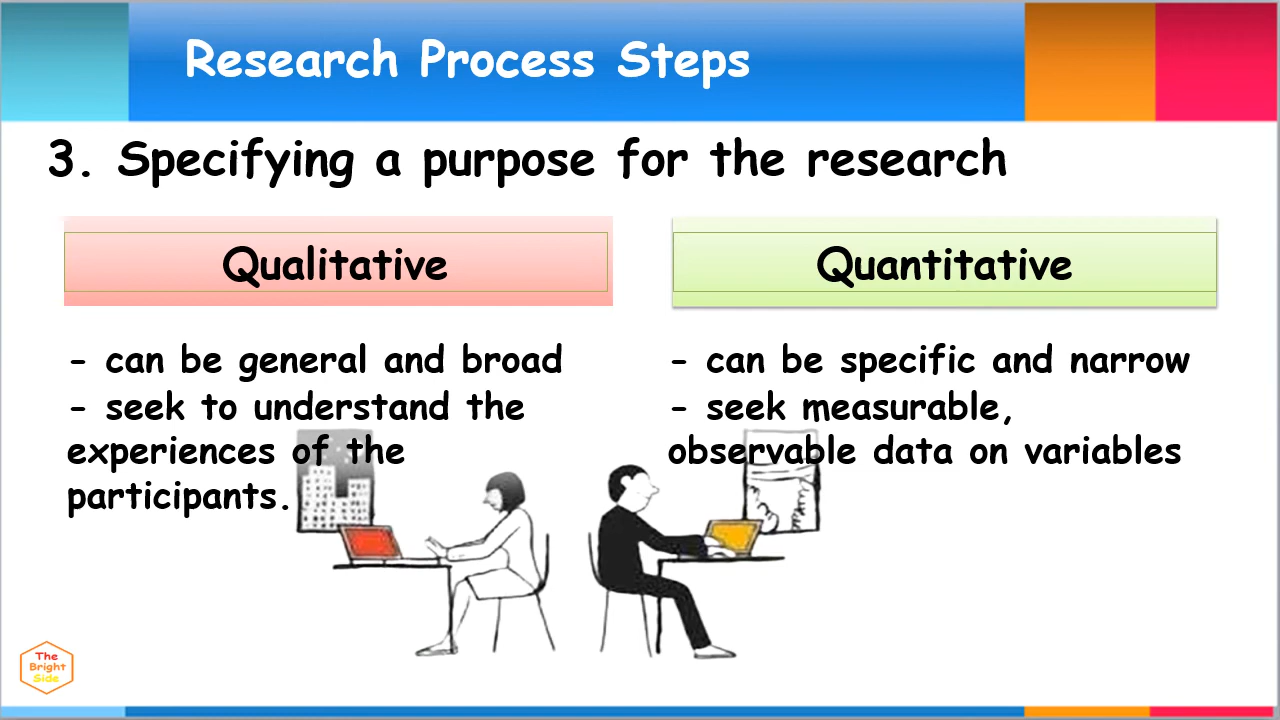 Research Process Steps
3. Specifying a purpose for the research
Qualitative
- can be general and broad
- seek to understand the
experiences of the
participants.
Quantitative
- can be specific and narrow
- seek measurable,
observable data on variables
The
Bright
Side